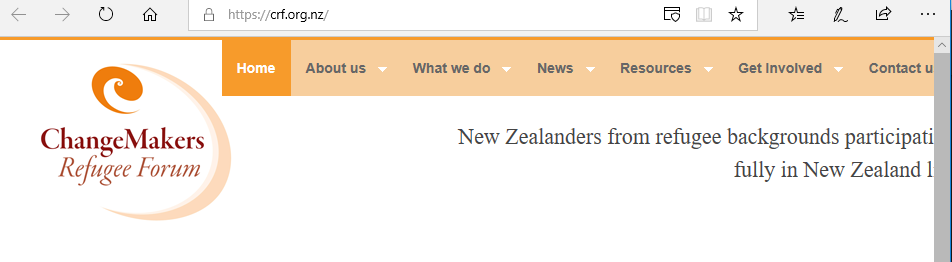 https://crf.org.nz/
Home About us What we do News Resources Get Involved Contact u
ChangeMakers
Refugee Forum
New Zealanders from refugee backgrounds participati
fully in New Zealand li